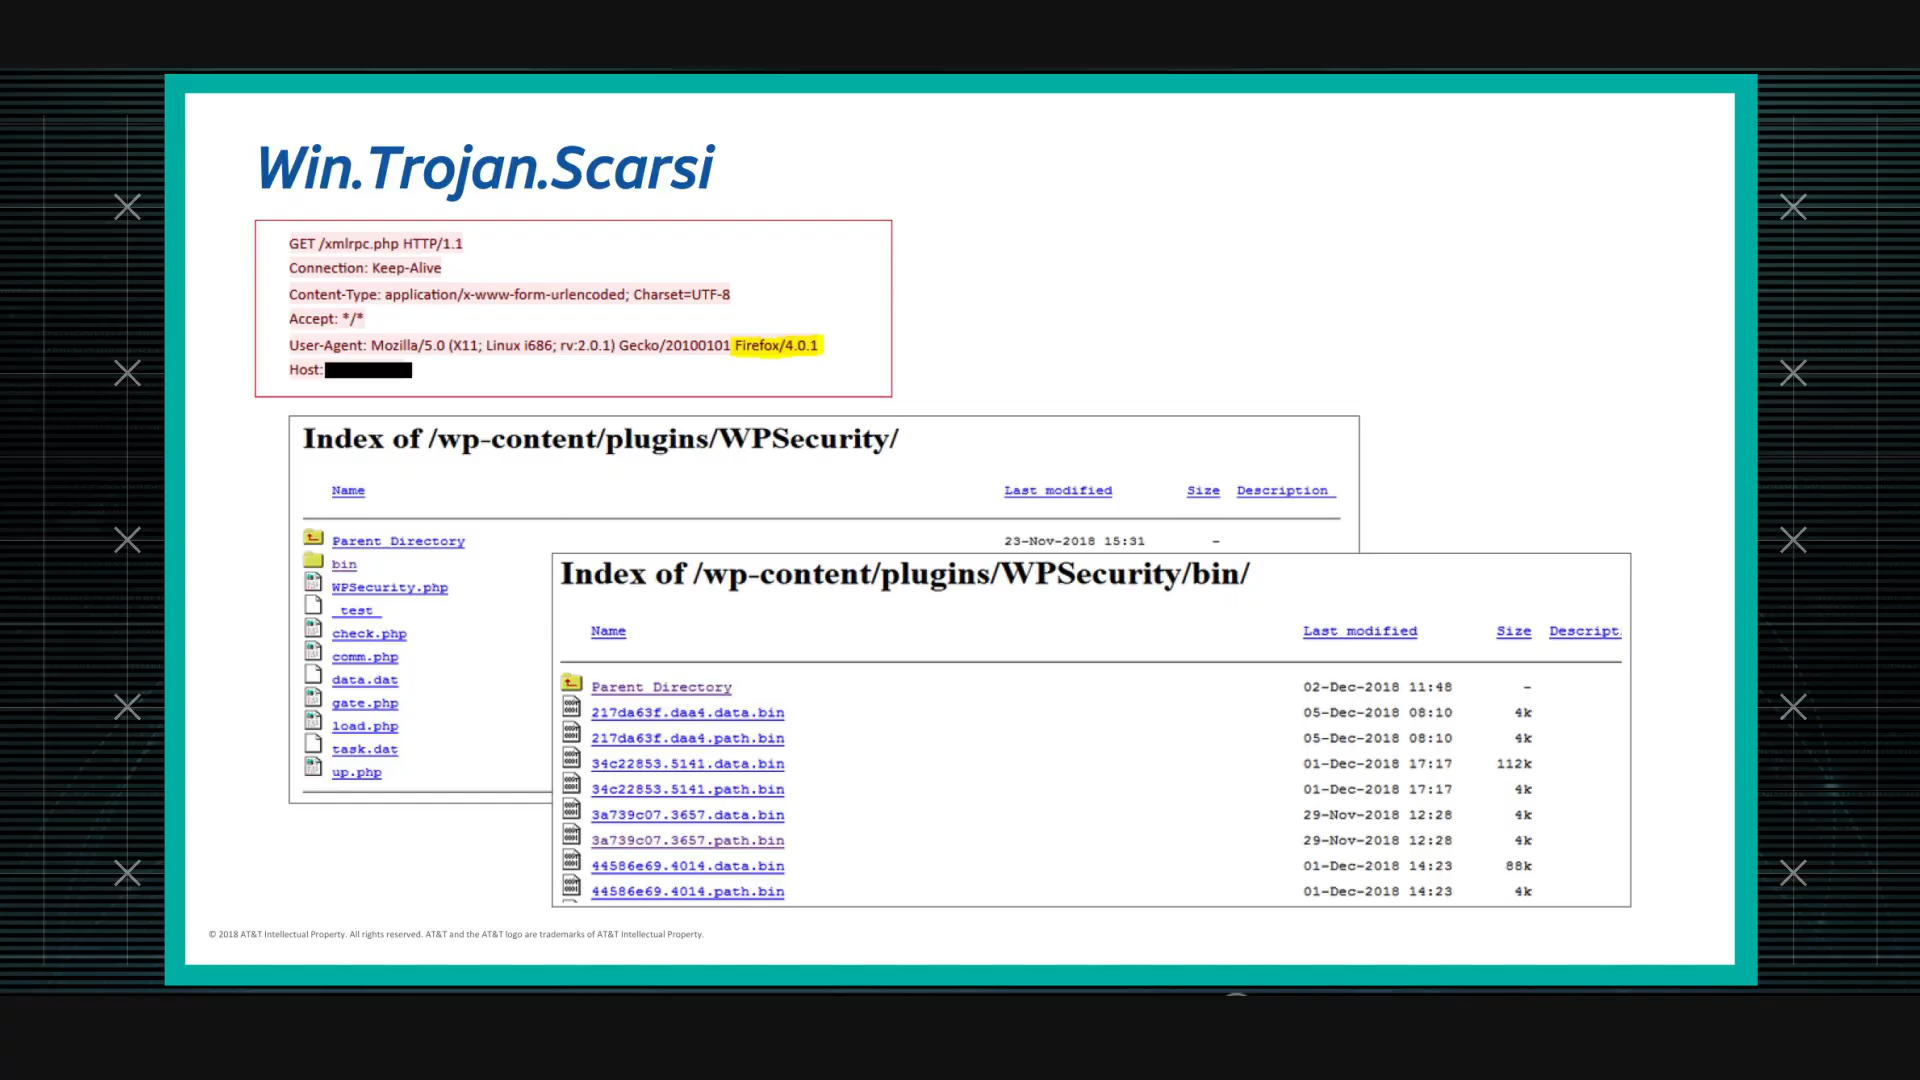 Win.Trojan.Scarsi
GET /xmlrpc.php HTTP/1.1
Connection: Keep-Alive
Content-Type: application/x-www-form-urlencoded; Charset=UTF-8
Accept: */*
User-Agent: Mozilla/5.0 (X11; Linux i686; rv:2.0.1) Gecko/20100101 Firefox/4.0.1
Host:
Index of /wp-content/plugins/WPSecurity/
Name Last modified Size Description
Parent Directory 23-Nov-2018 15:31 -
bin
WPSecurity.php
_test_
check.php
comm.php
data.dat
gate.php
load.php
task.dat
up.php
Index of /wp-content/plugins/WPSecurity/bin/
Name Last modified Size Descript
Parent Directory 02-Dec-2018 11:48 -
217da63f.daa4.data.bin 05-Dec-2018 08:10 4k
217da63f.daa4.path.bin 05-Dec-2018 08:10 4k
34c22853.5141.data.bin 01-Dec-2018 17:17 112k
34c22853.5141.path.bin 01-Dec-2018 17:17 4k
3a739c07.3657.data.bin 29-Nov-2018 12:28 4k
3a739c07.3657.path.bin 29-Nov-2018 12:28 4k
44586e69.4014.data.bin 01-Dec-2018 14:23 88k
44586e69.4014.path.bin 01-Dec-2018 14:23 4k
© 2018 AT&T Intellectual Property. All rights reserved. AT&T and the AT&T logo are trademarks of AT&T Intellectual Property.